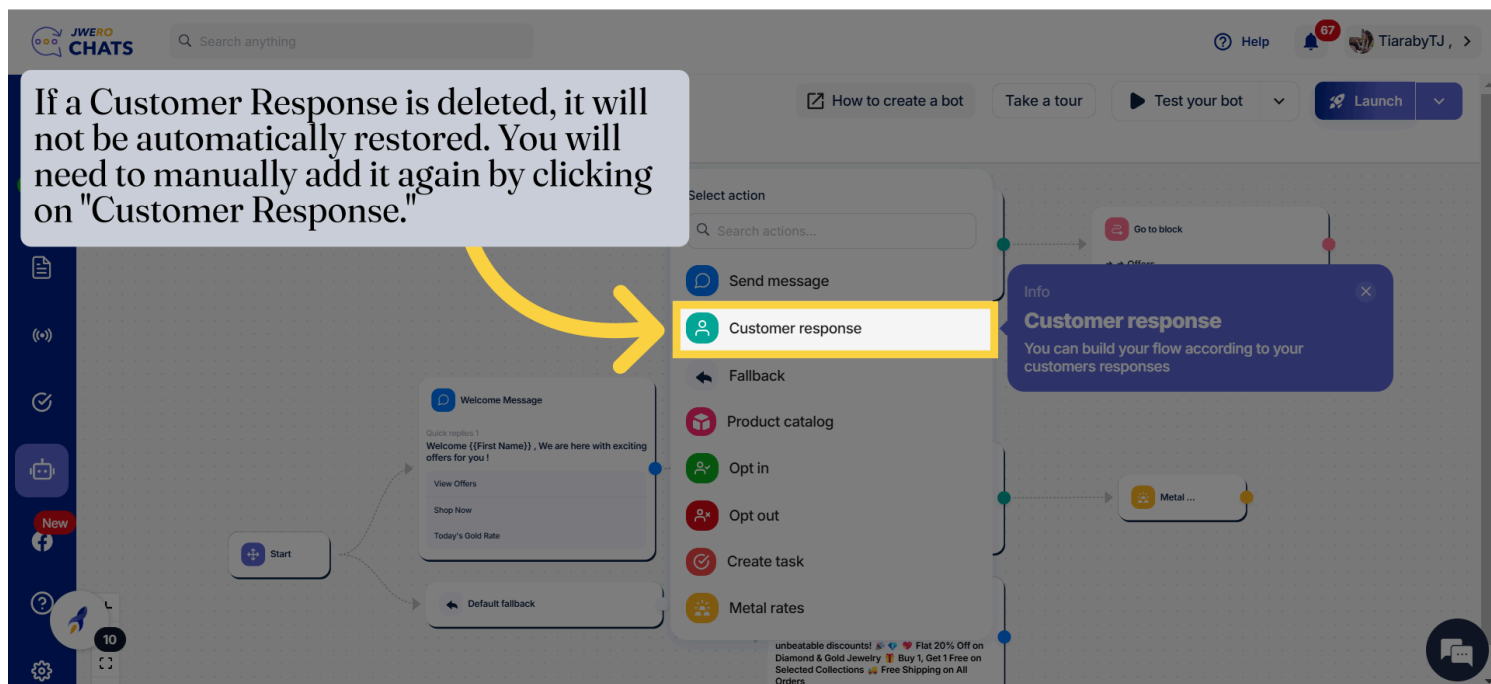 JWERO
CHATS
Search anything
Help
67
TiarabyTJ ,
If a Customer Response is deleted, it will
not be automatically restored. You will
need to manually add it again by clicking
on "Customer Response."
How to create a bot
Take a tour
Test your bot
Launch
Select action
Search actions...
Send message
Customer response
Fallback
Product catalog
Opt in
Opt out
Create task
Metal rates
Go to block
Offers
Info
Customer response
You can build your flow according to your
customers responses
Welcome Message
Quick replies 1
Welcome {{First Name}} , We are here with exciting
offers for you !
View Offers
Shop Now
Today's Gold Rate
Start
Default fallback
Metal ...
New
10
unbeatable discounts! 🎉 💎 💖 Flat 20% Off on
Diamond & Gold Jewelry 🎁 Buy 1, Get 1 Free on
Selected Collections 🚚 Free Shipping on All
Orders